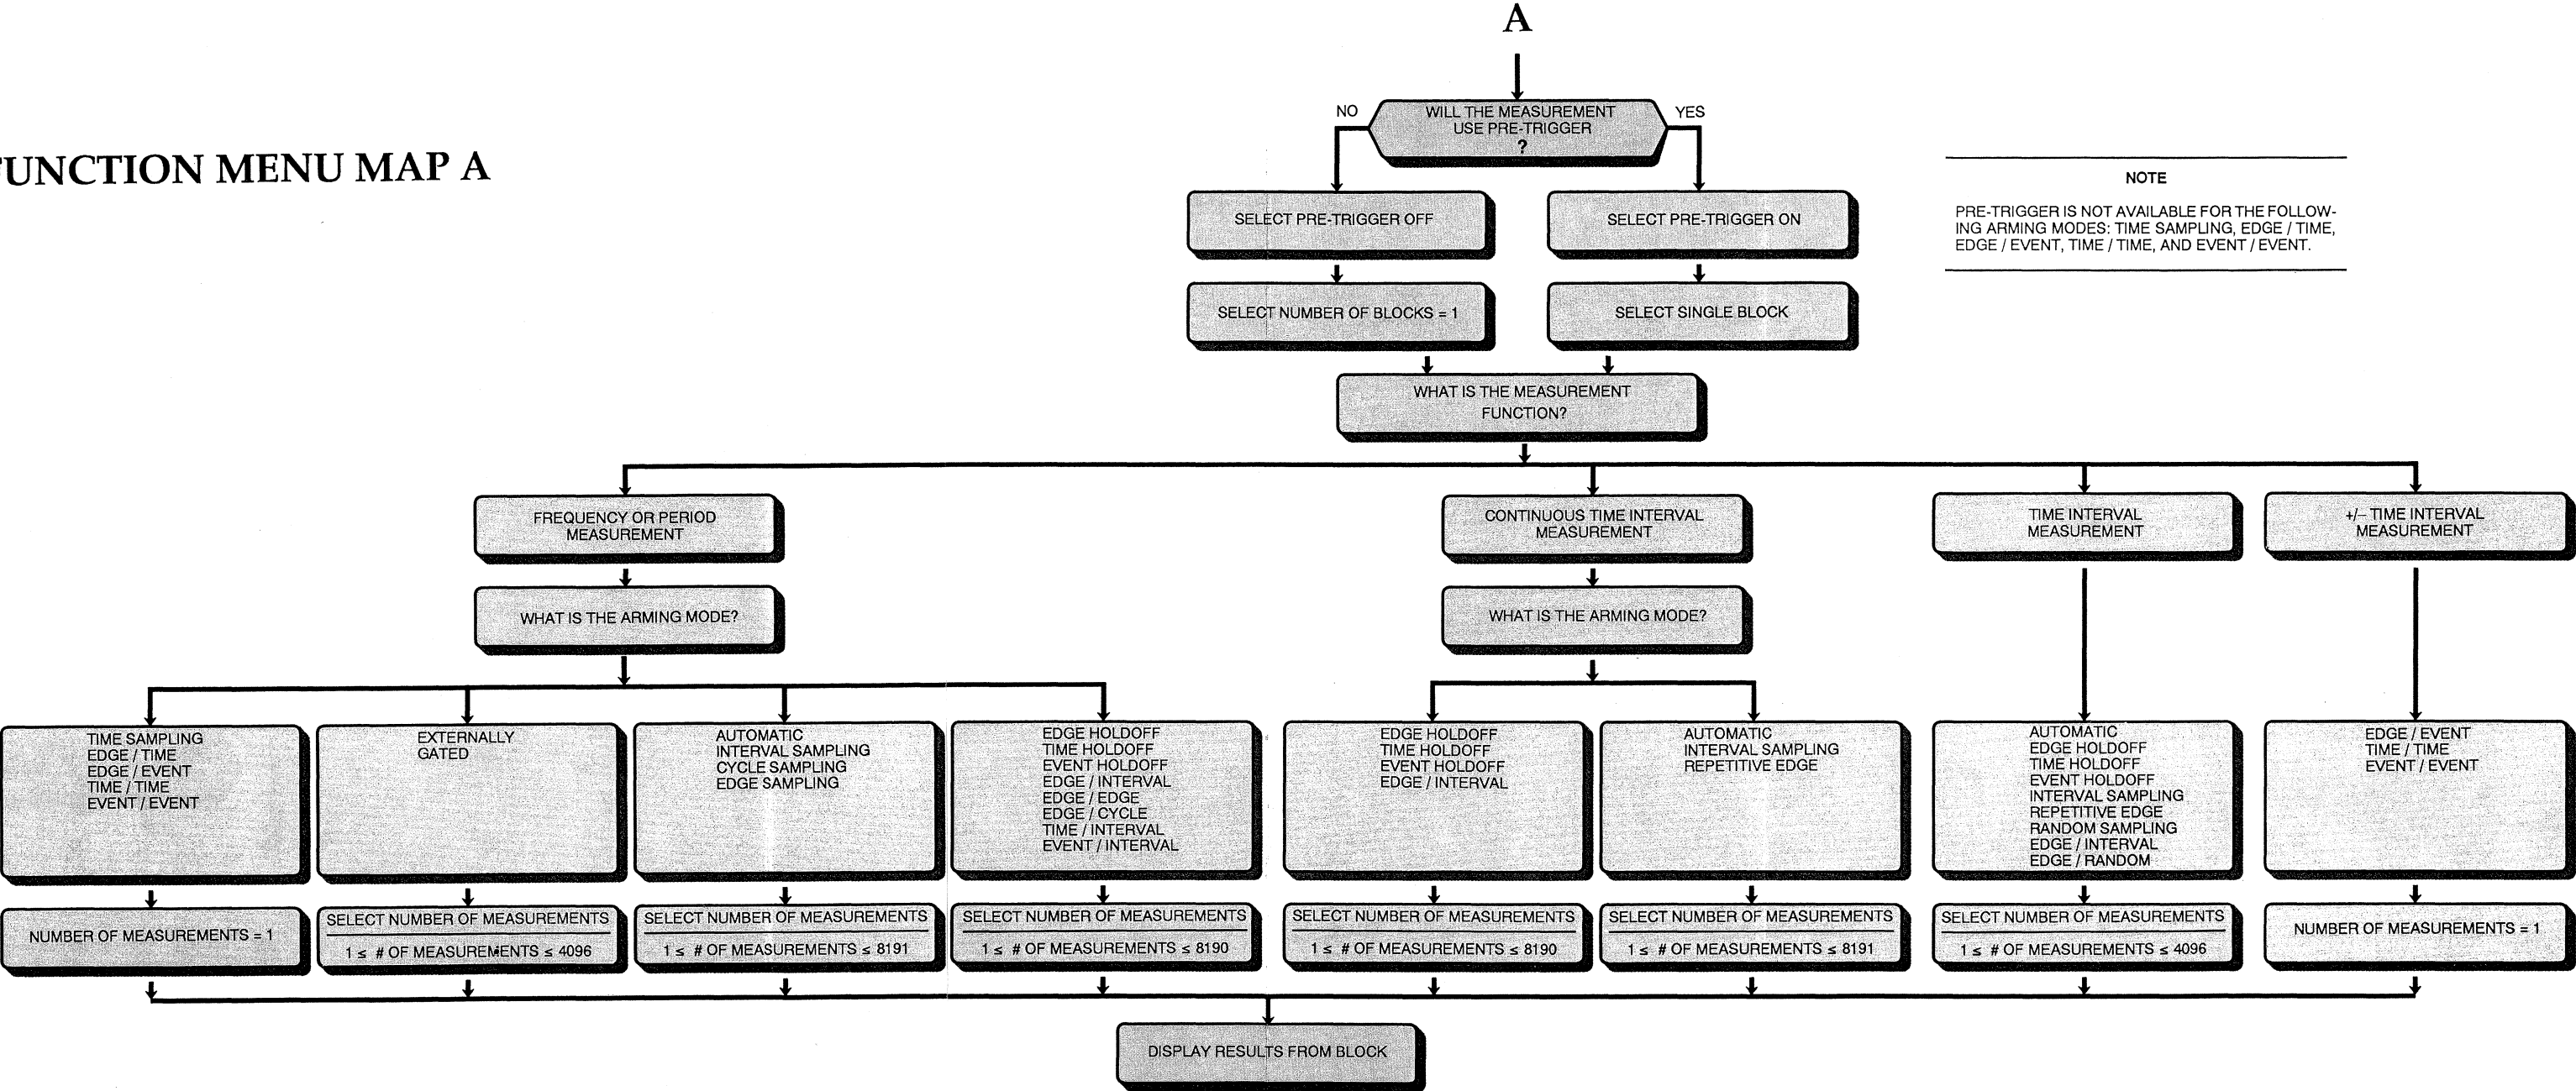 A
FUNCTION MENU MAP A
NO
WILL THE MEASUREMENT
USE PRE-TRIGGER
?
YES
SELECT PRE-TRIGGER OFF
SELECT PRE-TRIGGER ON
NOTE
PRE-TRIGGER IS NOT AVAILABLE FOR THE FOLLOW-
ING ARMING MODES: TIME SAMPLING, EDGE / TIME,
EDGE / EVENT, TIME / TIME, AND EVENT / EVENT.
SELECT NUMBER OF BLOCKS = 1
SELECT SINGLE BLOCK
WHAT IS THE MEASUREMENT
FUNCTION?
FREQUENCY OR PERIOD
MEASUREMENT
CONTINUOUS TIME INTERVAL
MEASUREMENT
TIME INTERVAL
MEASUREMENT
+/– TIME INTERVAL
MEASUREMENT
WHAT IS THE ARMING MODE?
WHAT IS THE ARMING MODE?
TIME SAMPLING
EDGE / TIME
EDGE / EVENT
TIME / TIME
EVENT / EVENT
EXTERNALLY
GATED
AUTOMATIC
INTERVAL SAMPLING
CYCLE SAMPLING
EDGE SAMPLING
EDGE HOLDOFF
TIME HOLDOFF
EVENT HOLDOFF
EDGE / INTERVAL
EDGE / EDGE
EDGE / CYCLE
TIME / INTERVAL
EVENT / INTERVAL
EDGE HOLDOFF
TIME HOLDOFF
EVENT HOLDOFF
EDGE / INTERVAL
AUTOMATIC
INTERVAL SAMPLING
REPETITIVE EDGE
AUTOMATIC
EDGE HOLDOFF
TIME HOLDOFF
EVENT HOLDOFF
INTERVAL SAMPLING
REPETITIVE EDGE
RANDOM SAMPLING
EDGE / INTERVAL
EDGE / RANDOM
EDGE / EVENT
TIME / TIME
EVENT / EVENT
NUMBER OF MEASUREMENTS = 1
SELECT NUMBER OF MEASUREMENTS
1 ≤ # OF MEASUREMENTS ≤ 4096
SELECT NUMBER OF MEASUREMENTS
1 ≤ # OF MEASUREMENTS ≤ 8191
SELECT NUMBER OF MEASUREMENTS
1 ≤ # OF MEASUREMENTS ≤ 8190
SELECT NUMBER OF MEASUREMENTS
1 ≤ # OF MEASUREMENTS ≤ 8190
SELECT NUMBER OF MEASUREMENTS
1 ≤ # OF MEASUREMENTS ≤ 8191
SELECT NUMBER OF MEASUREMENTS
1 ≤ # OF MEASUREMENTS ≤ 4096
NUMBER OF MEASUREMENTS = 1
DISPLAY RESULTS FROM BLOCK